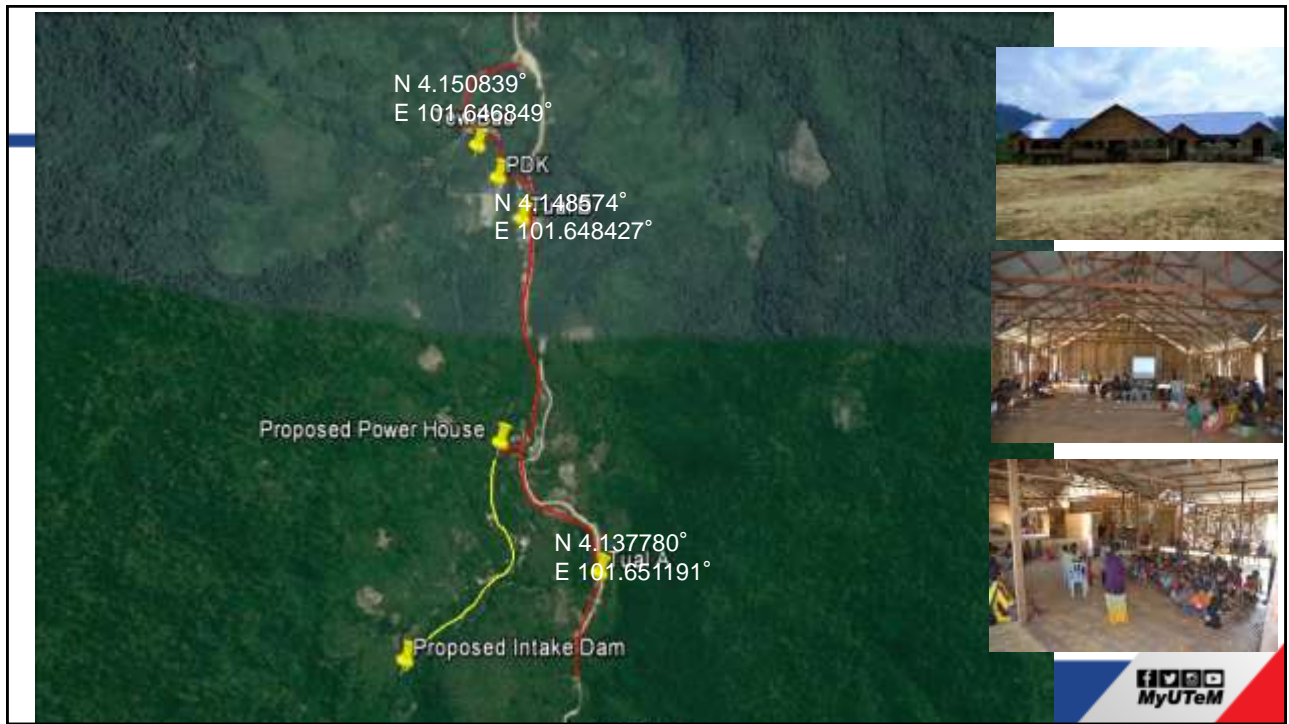 N 4.150839°
E 101.646849°
PDK
N 4.148574°
E 101.648427°
Proposed Power House
N 4.137780°
E 101.651191°
Tual A
Proposed Intake Dam
MyUTeM